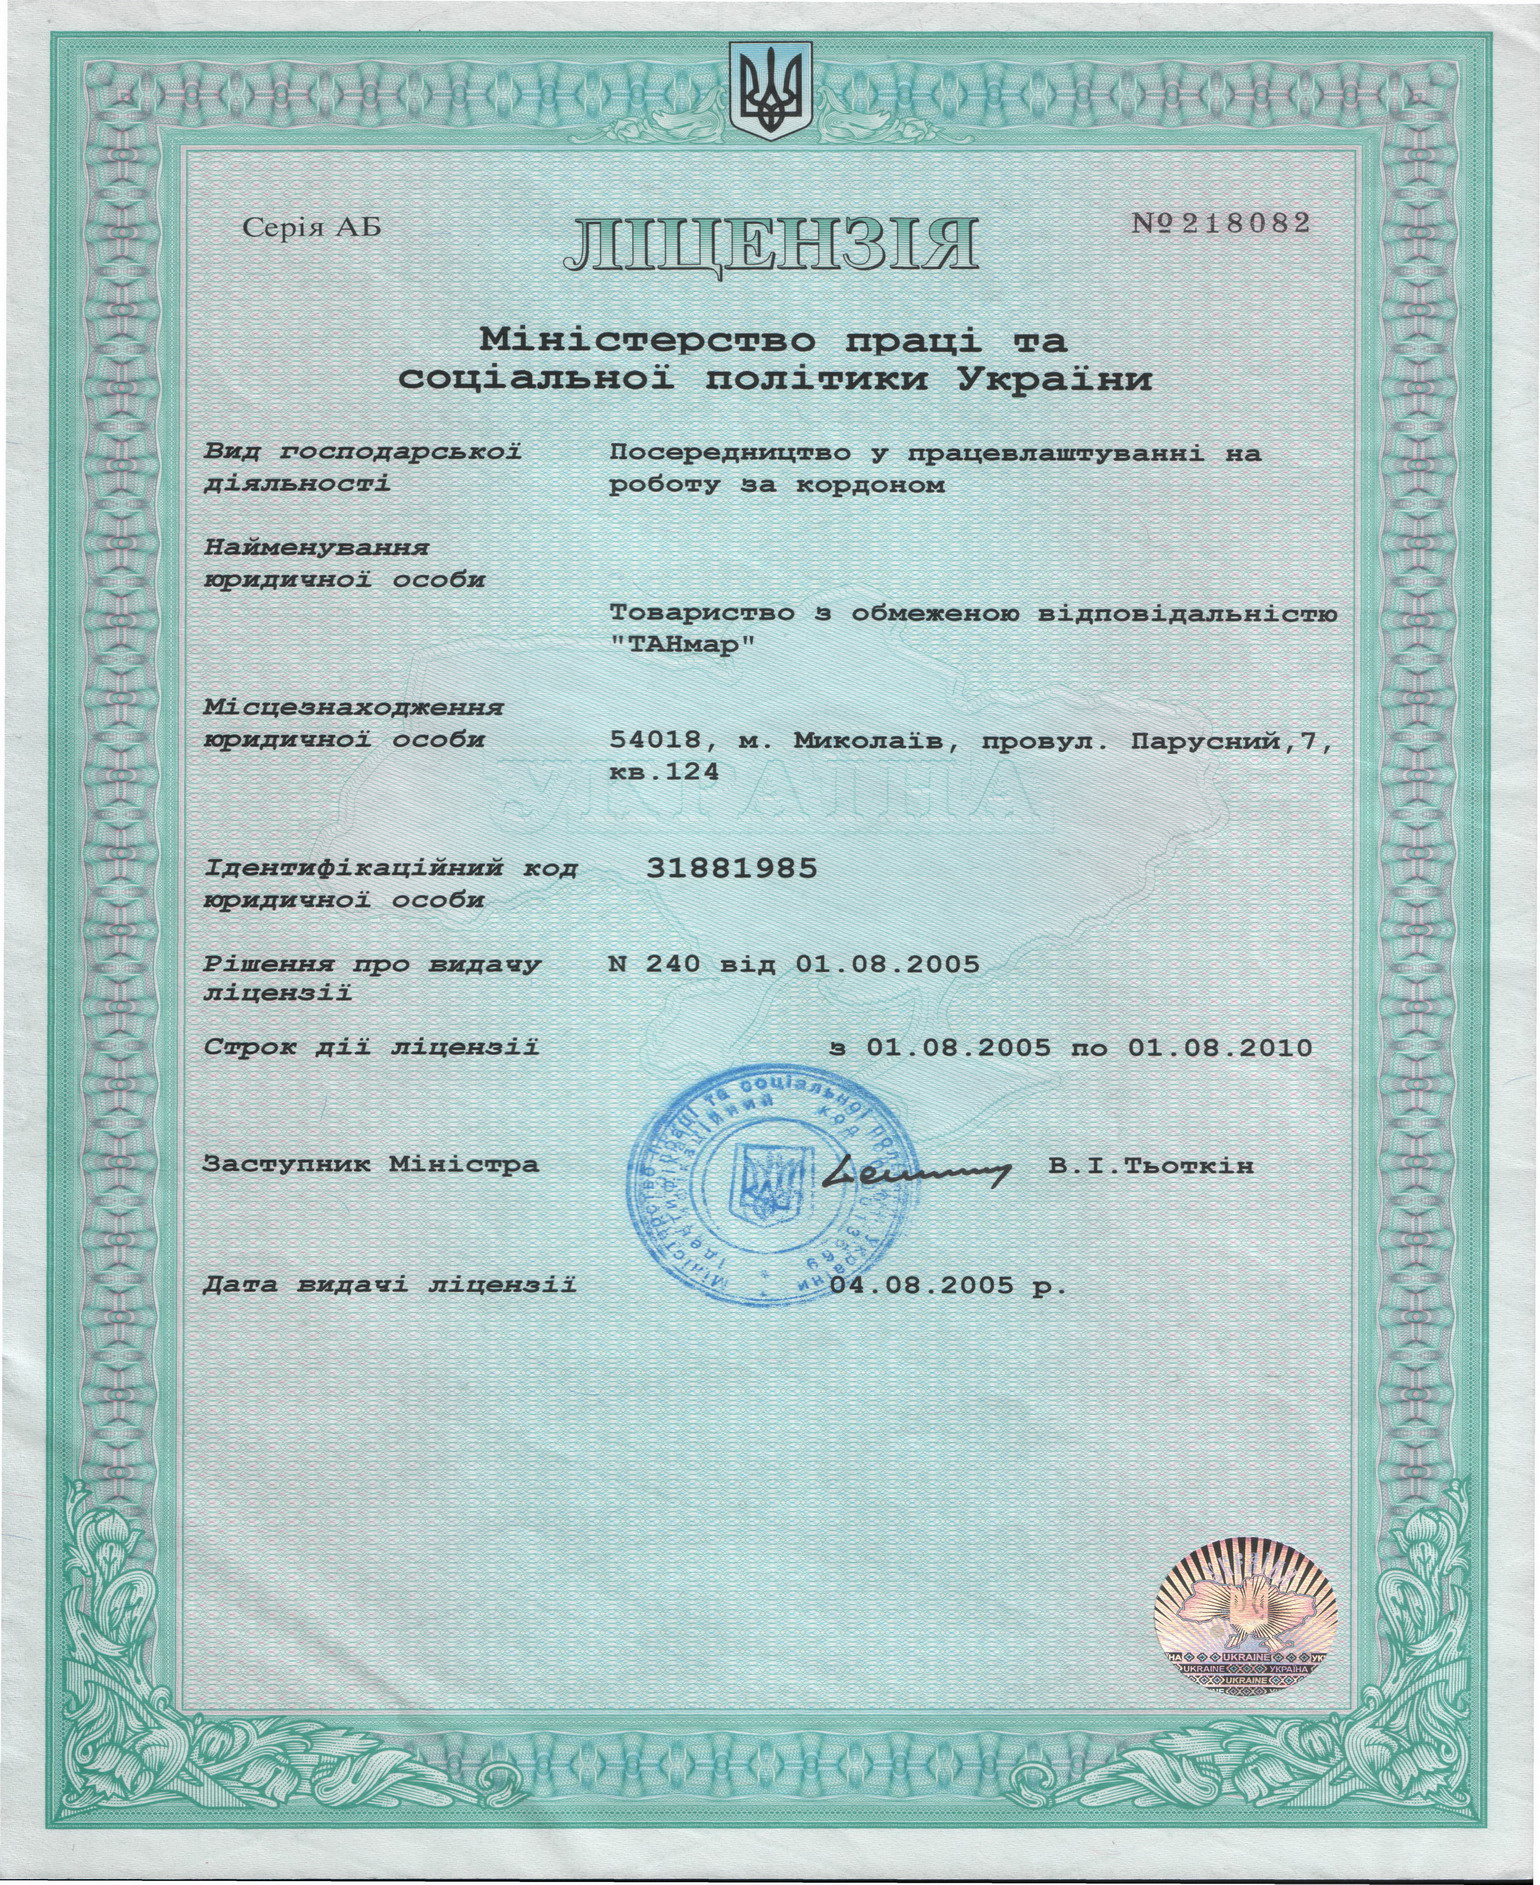 Серія АБ
ЛІЦЕНЗІЯ
№218082
Міністерство праці та
соціальної політики України
Вид господарської
діяльності
Посередництво у працевлаштуванні на
роботу за кордоном
Найменування
юридичної особи
Товариство з обмеженою відповідальністю
"ТАНмар"
Місцезнаходження
юридичної особи
54018, м. Миколаїв, провул. Парусний,7,
кв.124
УКРАЇНА
Ідентифікаційний код
юридичної особи
31881985
Рішення про видачу
ліцензії
N 240 від 01.08.2005
Строк дії ліцензії
з 01.08.2005 по 01.08.2010
Міністерство праці та соціальної політики України
Ідентифікаційний код
Заступник Міністра
В.І.Тьоткін
Дата видачі ліцензії
04.08.2005 р.
UKRAINE
UKRAINE УКРАЇНА
UKRAINE